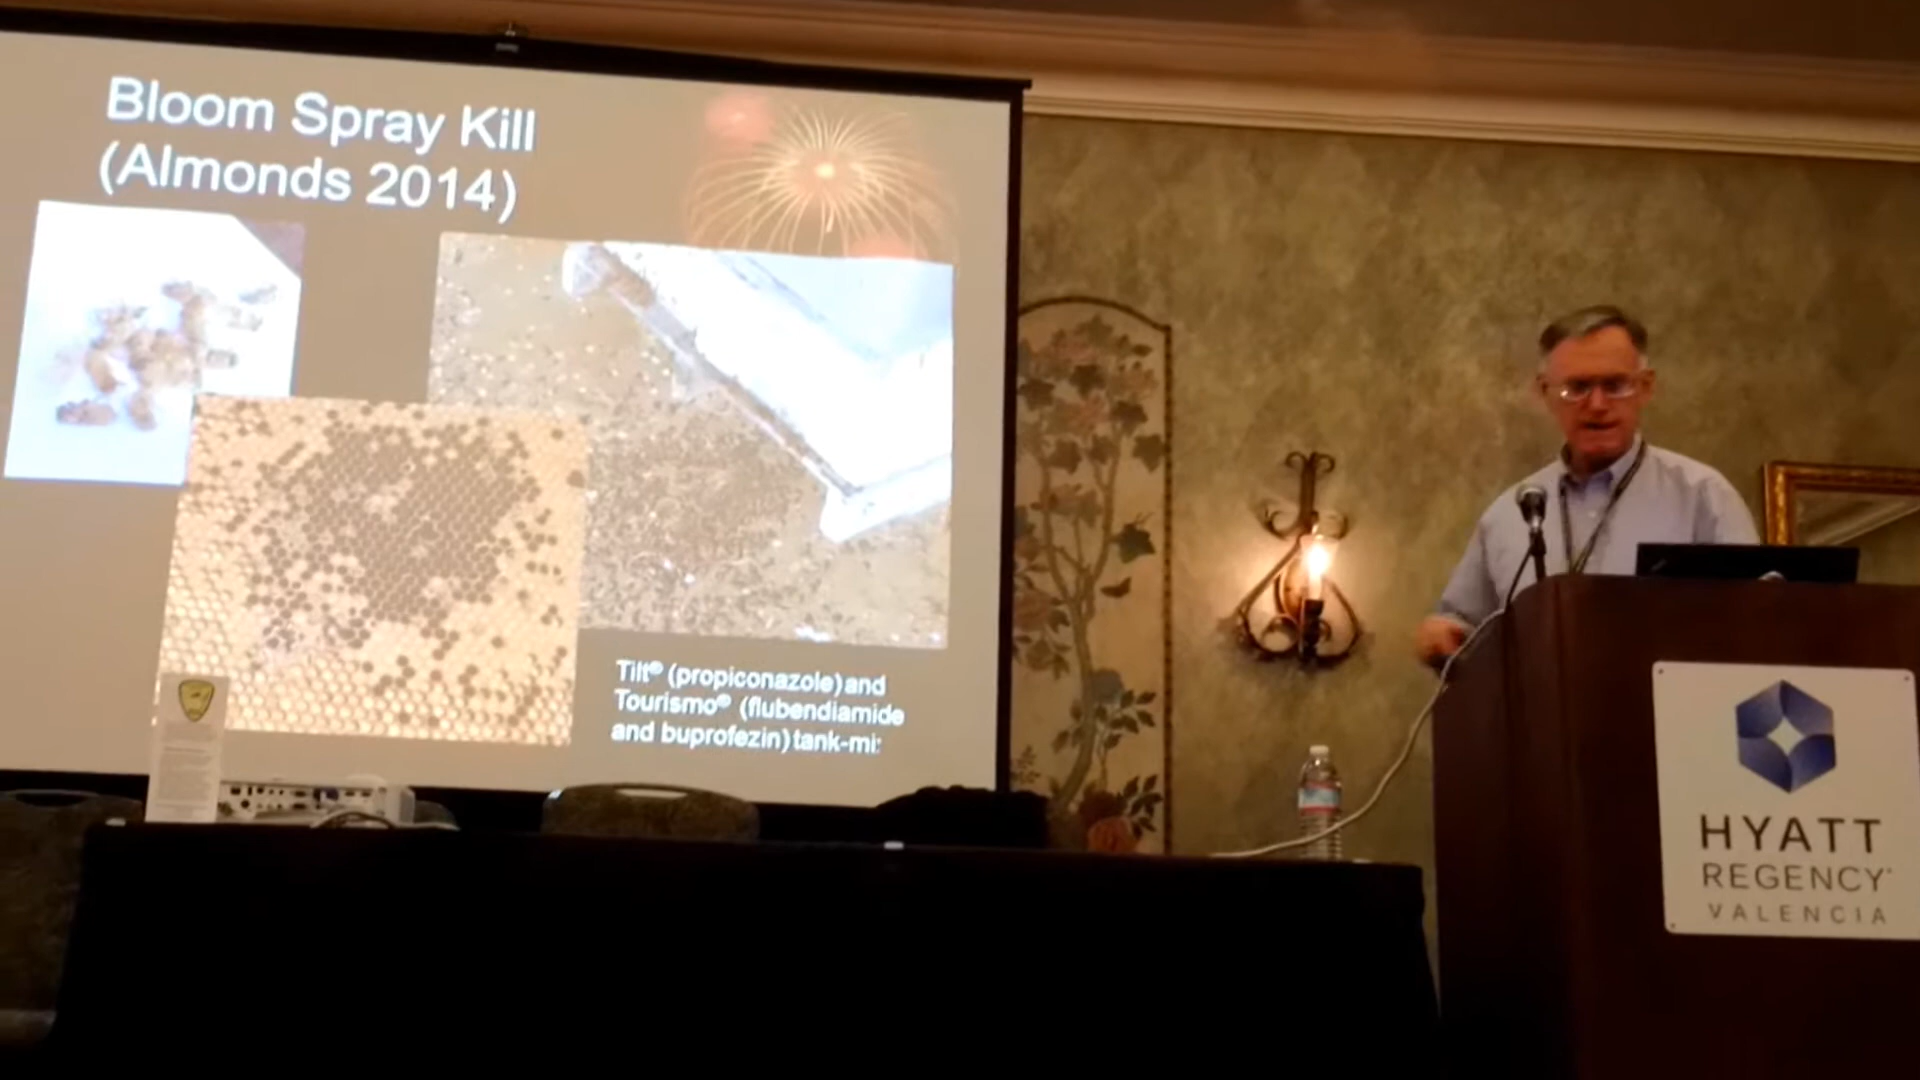 Bloom Spray Kill
(Almonds 2014)
Tilt® (propiconazole) and
Tourismo® (flubendiamide
and buprofezin) tank-mi
HYATT
REGENCY
VALENCIA